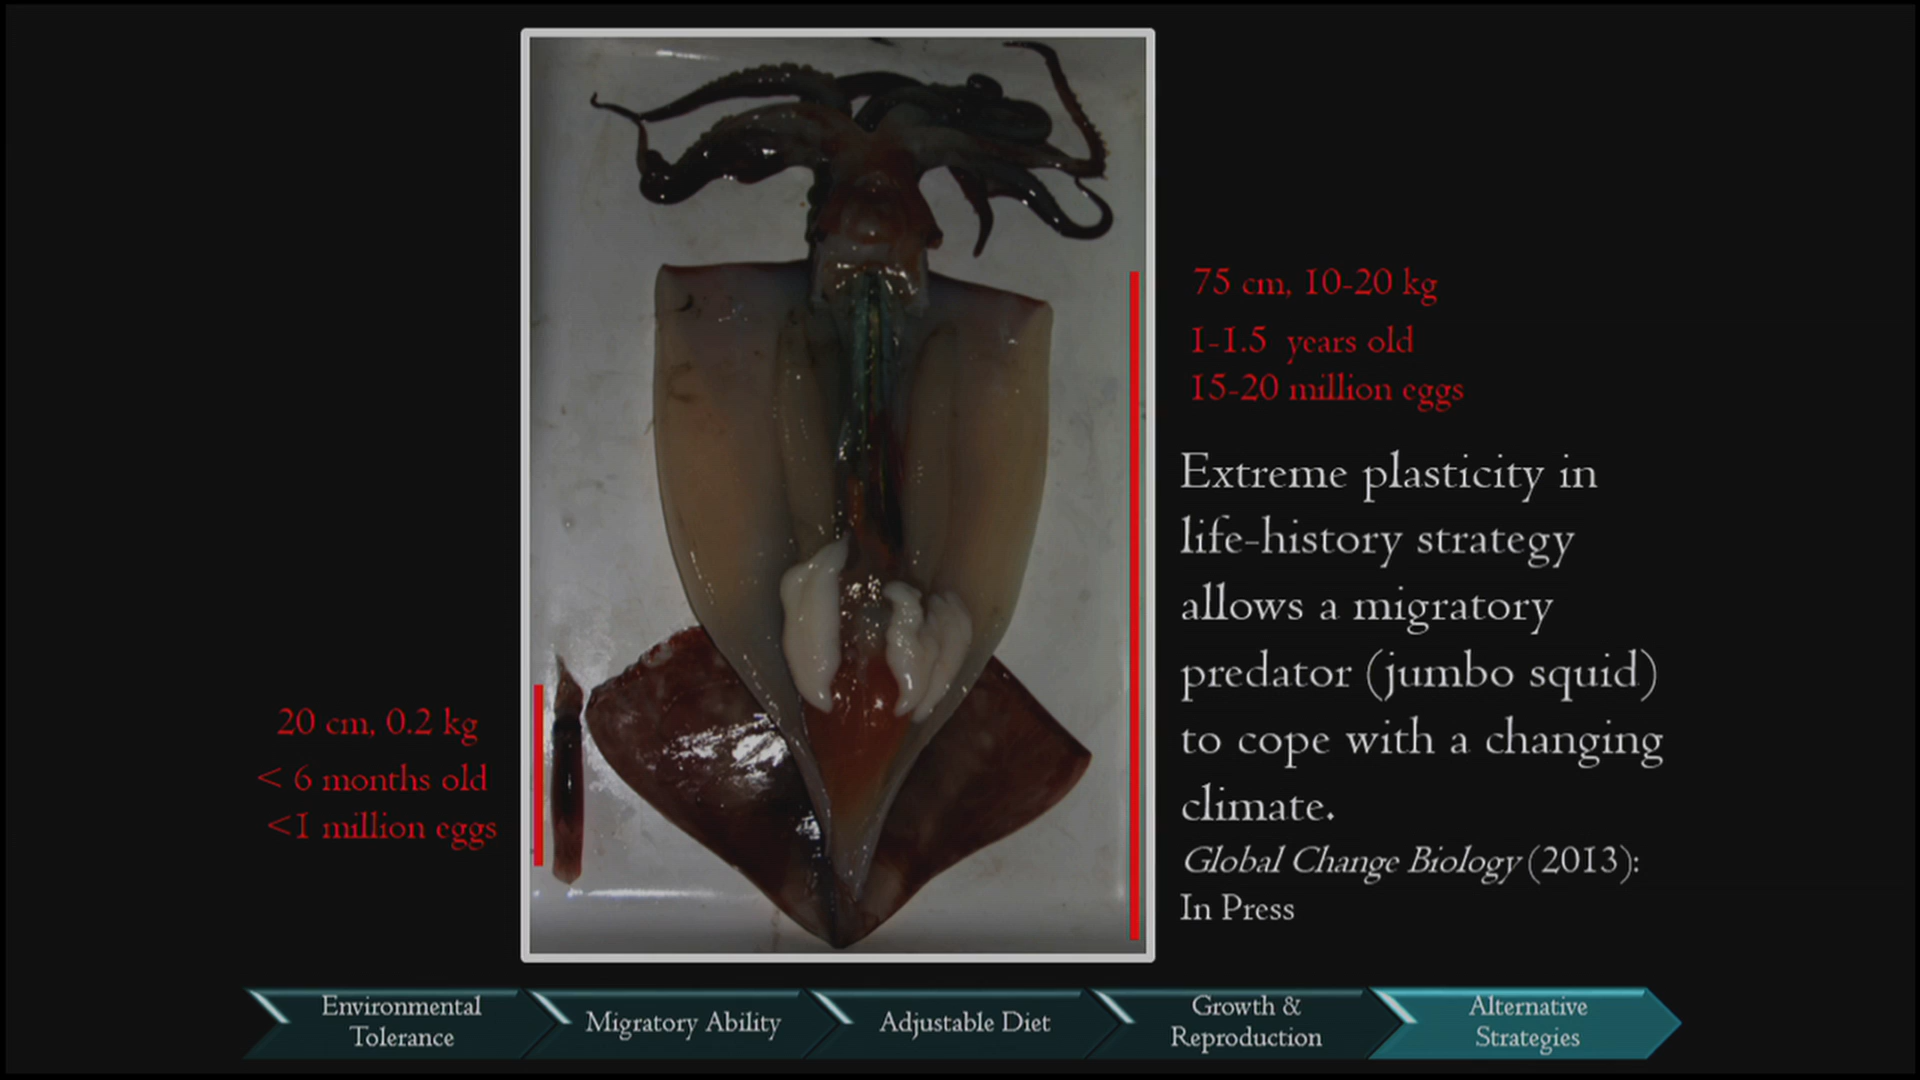 75 cm, 10-20 kg
1-1.5 years old
15-20 million eggs
Extreme plasticity in
life-history strategy
allows a migratory
predator (jumbo squid)
to cope with a changing
climate.
Global Change Biology (2013):
In Press
20 cm, 0.2 kg
< 6 months old
<1 million eggs
Environmental
Tolerance
Migratory Ability
Adjustable Diet
Growth &
Reproduction
Alternative
Strategies